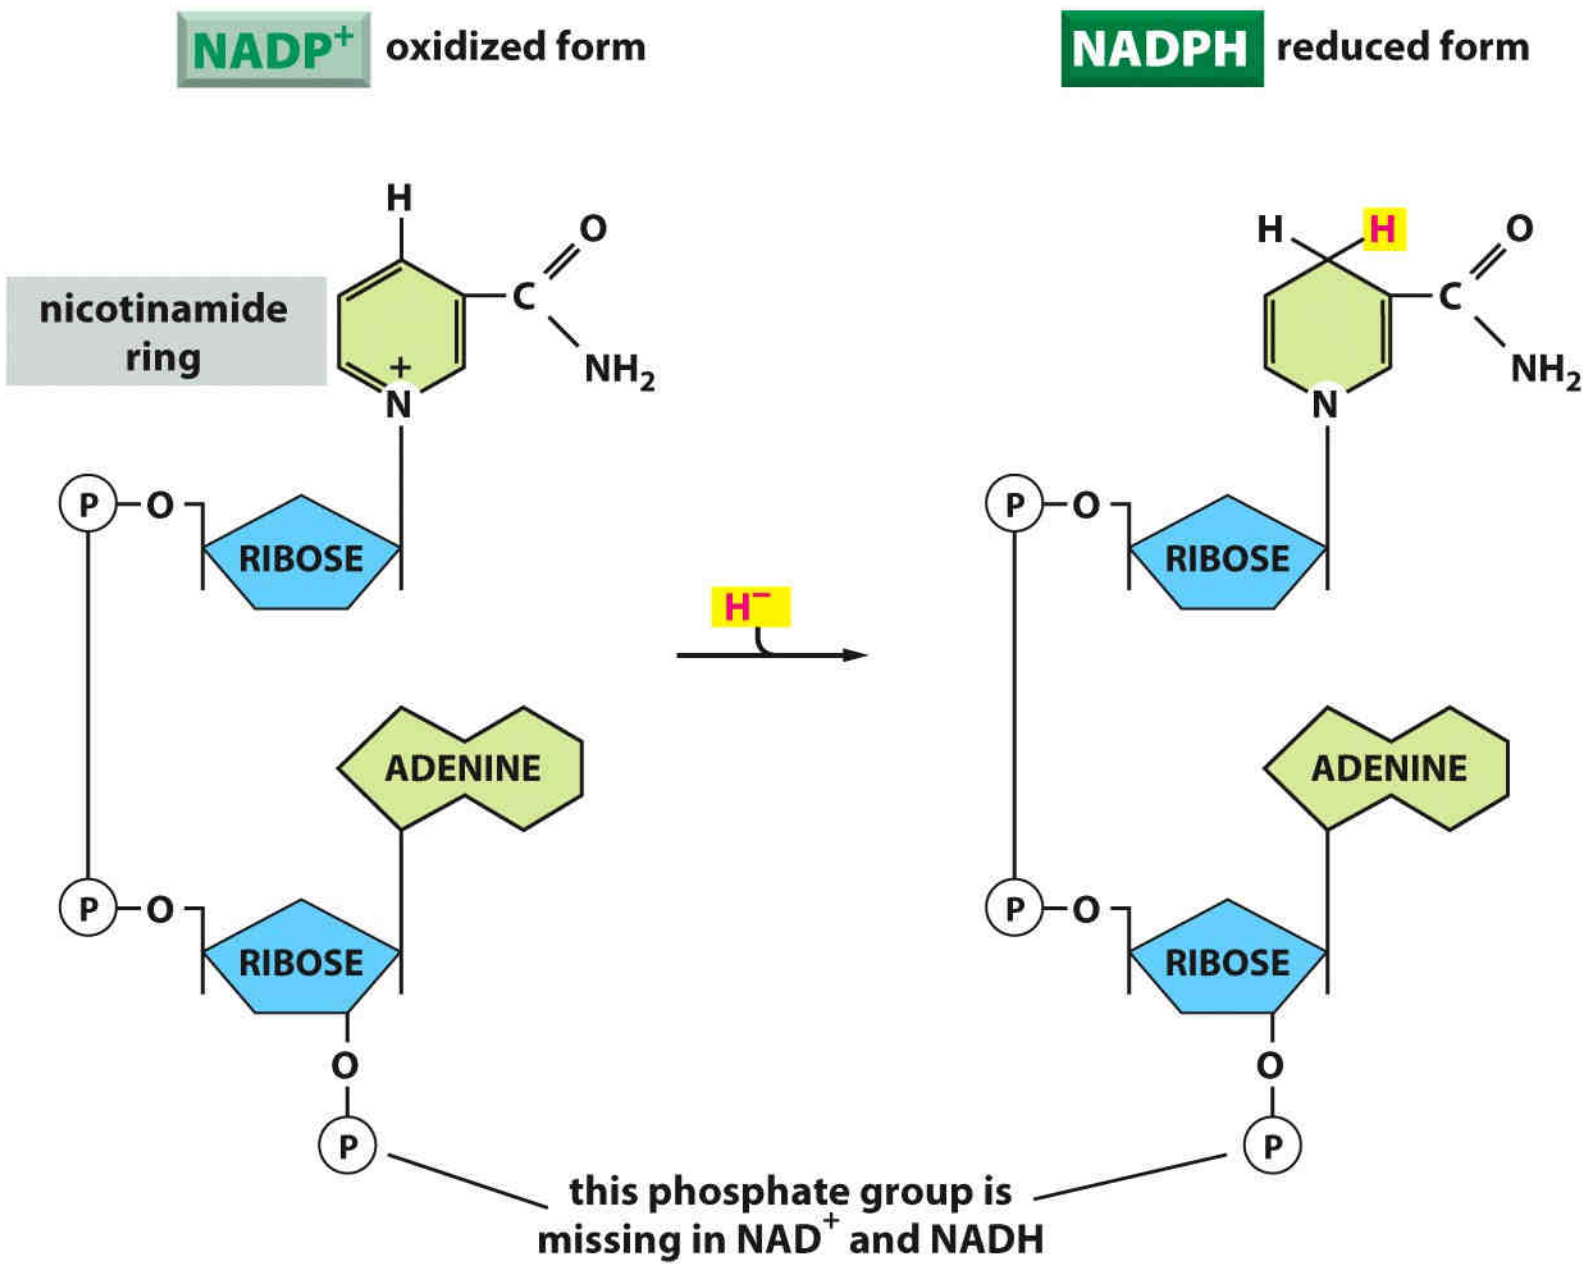 NADP⁺ oxidized form
NADPH reduced form
H
O
C
NH₂
nicotinamide
ring
+
N
P O
RIBOSE
ADENINE
P O
RIBOSE
O
P
H⁻
H H
O
C
NH₂
N
P O
RIBOSE
ADENINE
P O
RIBOSE
O
P
this phosphate group is
missing in NAD⁺ and NADH